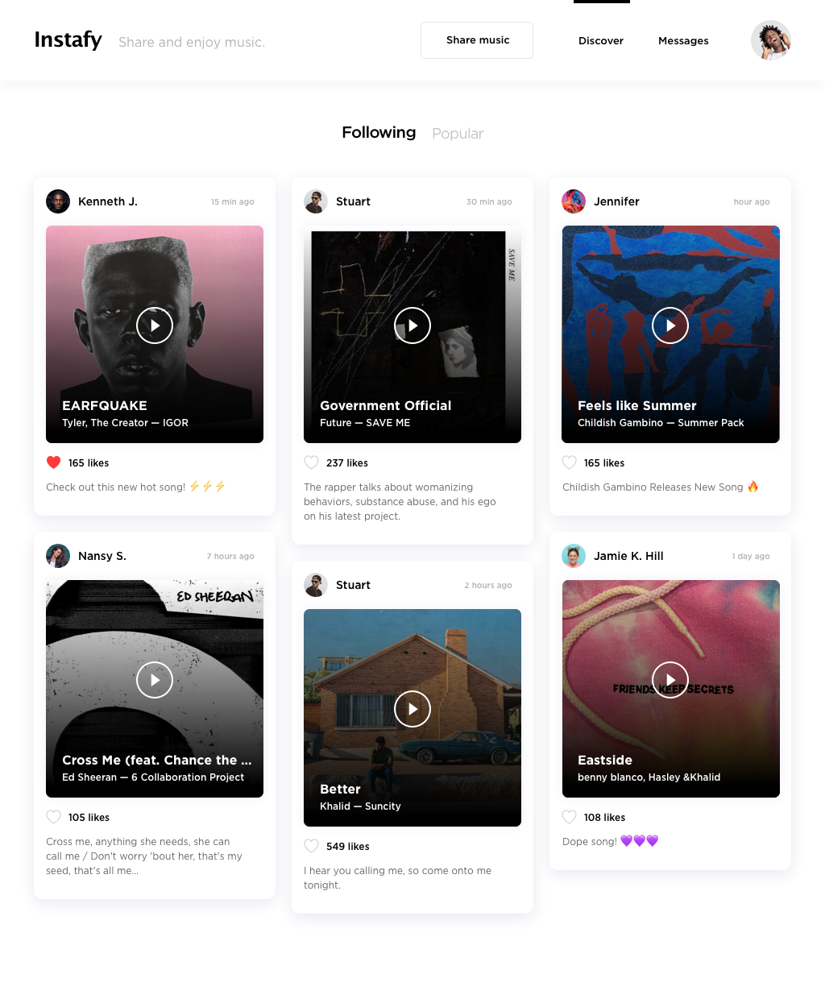 Instafy
Share and enjoy music.
Share music
Discover
Messages
Following
Popular
Kenneth J.
15 min ago
EARFQUAKE
Tyler, The Creator — IGOR
165 likes
Check out this new hot song! ⚡⚡⚡
Stuart
30 min ago
SAVE ME
Government Official
Future — SAVE ME
237 likes
The rapper talks about womanizing
behaviors, substance abuse, and his ego
on his latest project.
Jennifer
hour ago
Feels like Summer
Childish Gambino — Summer Pack
165 likes
Childish Gambino Releases New Song 🔥
Nansy S.
7 hours ago
ED SHEERAN
Cross Me (feat. Chance the ...
Ed Sheeran — 6 Collaboration Project
105 likes
Cross me, anything she needs, she can
call me / Don't worry 'bout her, that's my
seed, that's all me...
Stuart
2 hours ago
Better
Khalid — Suncity
549 likes
I hear you calling me, so come onto me
tonight.
Jamie K. Hill
1 day ago
FRIENDS KEEP SECRETS
Eastside
benny blanco, Hasley &Khalid
108 likes
Dope song! 💜💜💜